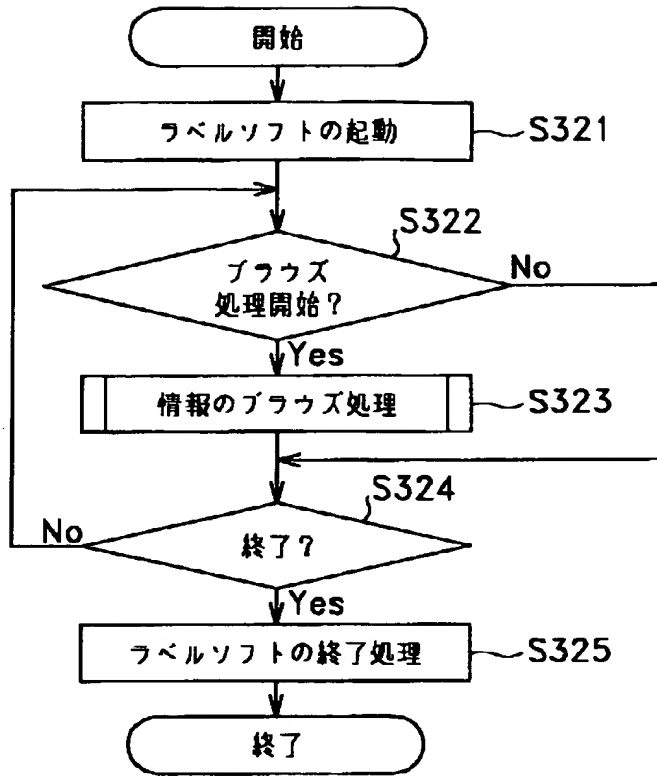 開始
ラベルソフトの起動
S321
S322
ブラウズ
処理開始?
No
Yes
情報のブラウズ処理
S323
S324
No
終了?
Yes
ラベルソフトの終了処理
S325
終了